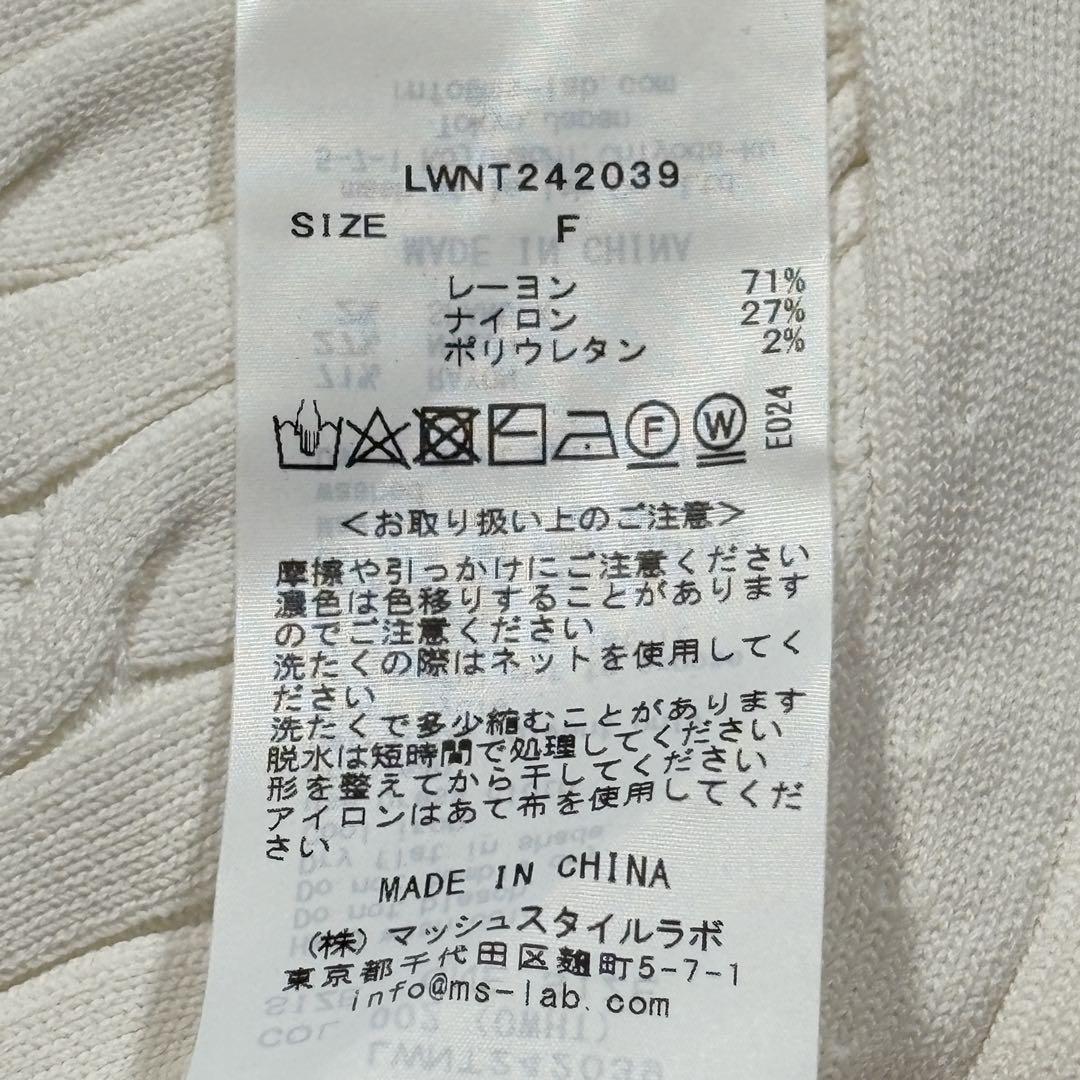 LWNT242039
SIZE F
レーヨン 71%
ナイロン 27%
ポリウレタン 2%
F W E024
<お取り扱い上のご注意>
摩擦や引っかけにご注意ください
濃色は色移りすることがあります
のでご注意ください
洗たくの際はネットを使用してく
ださい
洗たくで多少縮むことがあります
脱水は短時間で処理してください
形を整えてから干してください
アイロンはあて布を使用してくだ
さい
MADE IN CHINA
(株)マッシュスタイルラボ
東京都千代田区麹町5-7-1
info@ms-lab.com